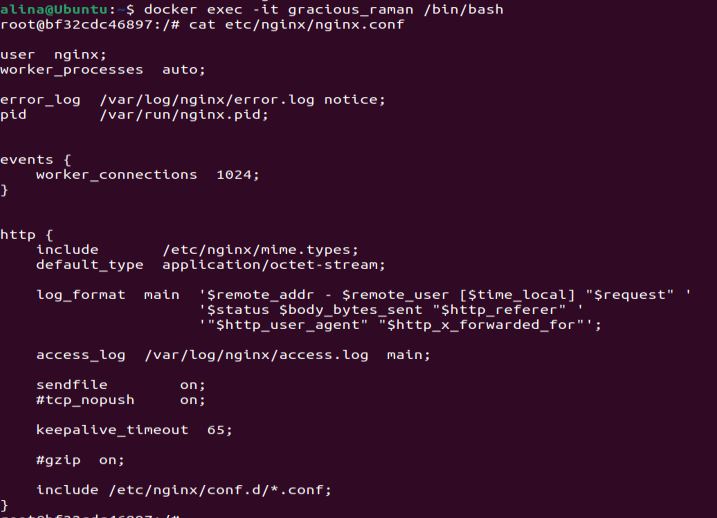 alina@Ubuntu:~$ docker exec -it gracious_raman /bin/bash
root@bf32cdc46897:/# cat etc/nginx/nginx.conf
user  nginx;
worker_processes  auto;
error_log  /var/log/nginx/error.log notice;
pid        /var/run/nginx.pid;
events {
    worker_connections  1024;
}
http {
    include       /etc/nginx/mime.types;
    default_type  application/octet-stream;
    log_format  main  '$remote_addr - $remote_user [$time_local] "$request" '
                      '$status $body_bytes_sent "$http_referer" '
                      '"$http_user_agent" "$http_x_forwarded_for"';
    access_log  /var/log/nginx/access.log  main;
    sendfile        on;
    #tcp_nopush     on;
    keepalive_timeout  65;
    #gzip  on;
    include /etc/nginx/conf.d/*.conf;
}
root@bf32cdc46897:/#